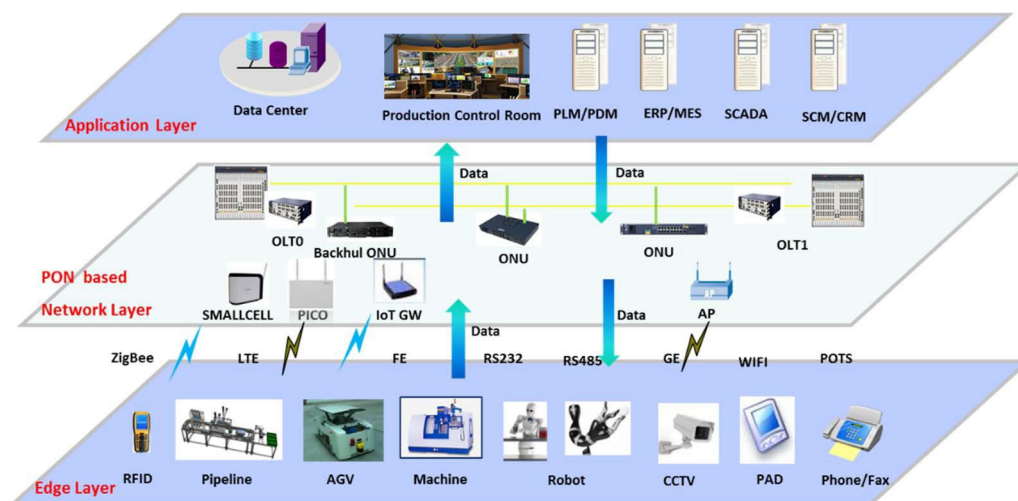 Data Center
Production Control Room
PLM/PDM
ERP/MES
SCADA
SCM/CRM
Application Layer
Data
Data
OLT0
Backhul ONU
ONU
ONU
OLT1
PON based
Network Layer
SMALLCELL
PICO
IoT GW
AP
AP
Data
Data
ZigBee
LTE
FE
RS232
RS485
GE
WIFI
POTS
RFID
Pipeline
AGV
Machine
Robot
CCTV
PAD
Phone/Fax
Edge Layer